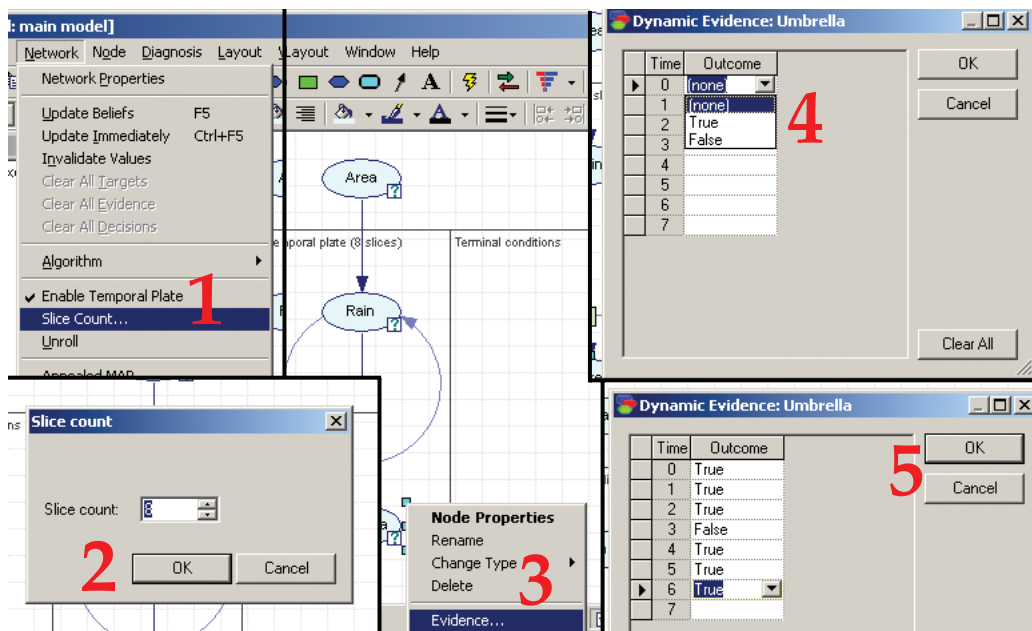 : main model]
Network Node Diagnosis Layout
Layout Window Help
Network Properties
Update Beliefs F5
Update Immediately Ctrl+F5
Invalidate Values
Clear All Targets
Clear All Evidence
Clear All Decisions
Algorithm
Enable Temporal Plate
Slice Count...
Unroll
1
A
A
Area
?
plate (8 slices)
Terminal conditions
Rain
?
Slice count
Slice count: 8
OK Cancel
2
?
Node Properties
Rename
Change Type
Delete
Evidence...
3
Dynamic Evidence: Umbrella
Time Outcome
0 (none)
1 (none)
2 True
3 False
4
5
6
7
OK
Cancel
Clear All
4
Dynamic Evidence: Umbrella
Time Outcome
0 True
1 True
2 True
3 False
4 True
5 True
6 True
7
OK
Cancel
5